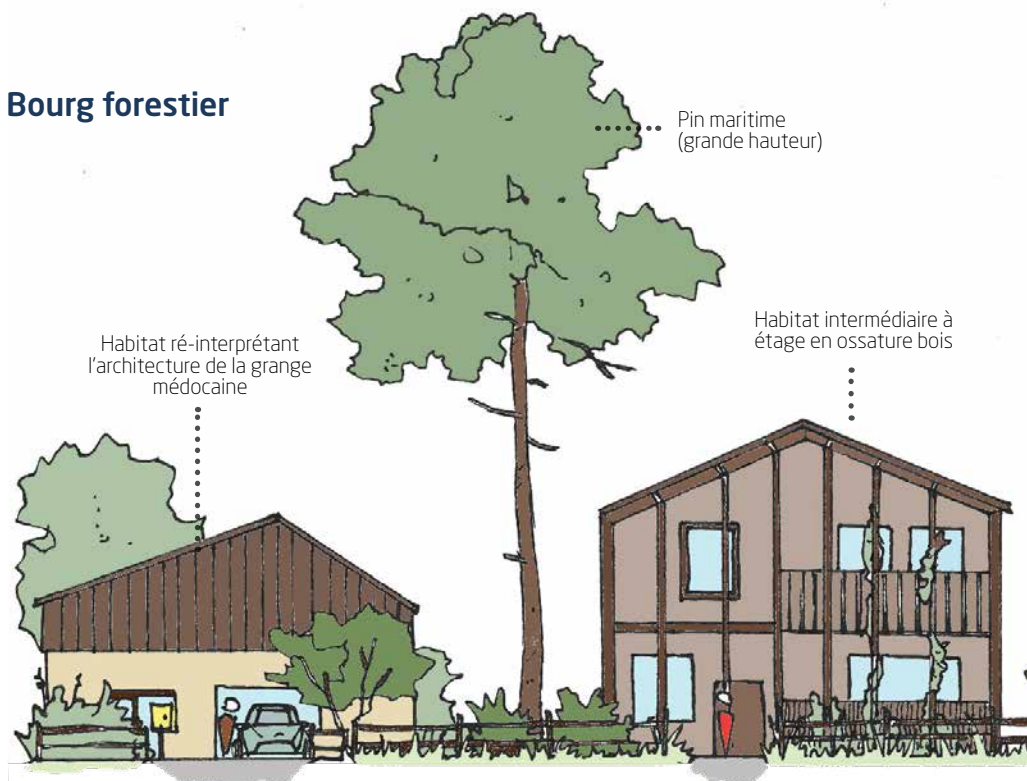 Bourg forestier
Pin maritime
(grande hauteur)
Habitat intermédiaire à
étage en ossature bois
Habitat ré-interprétant
l'architecture de la grange
médocaine